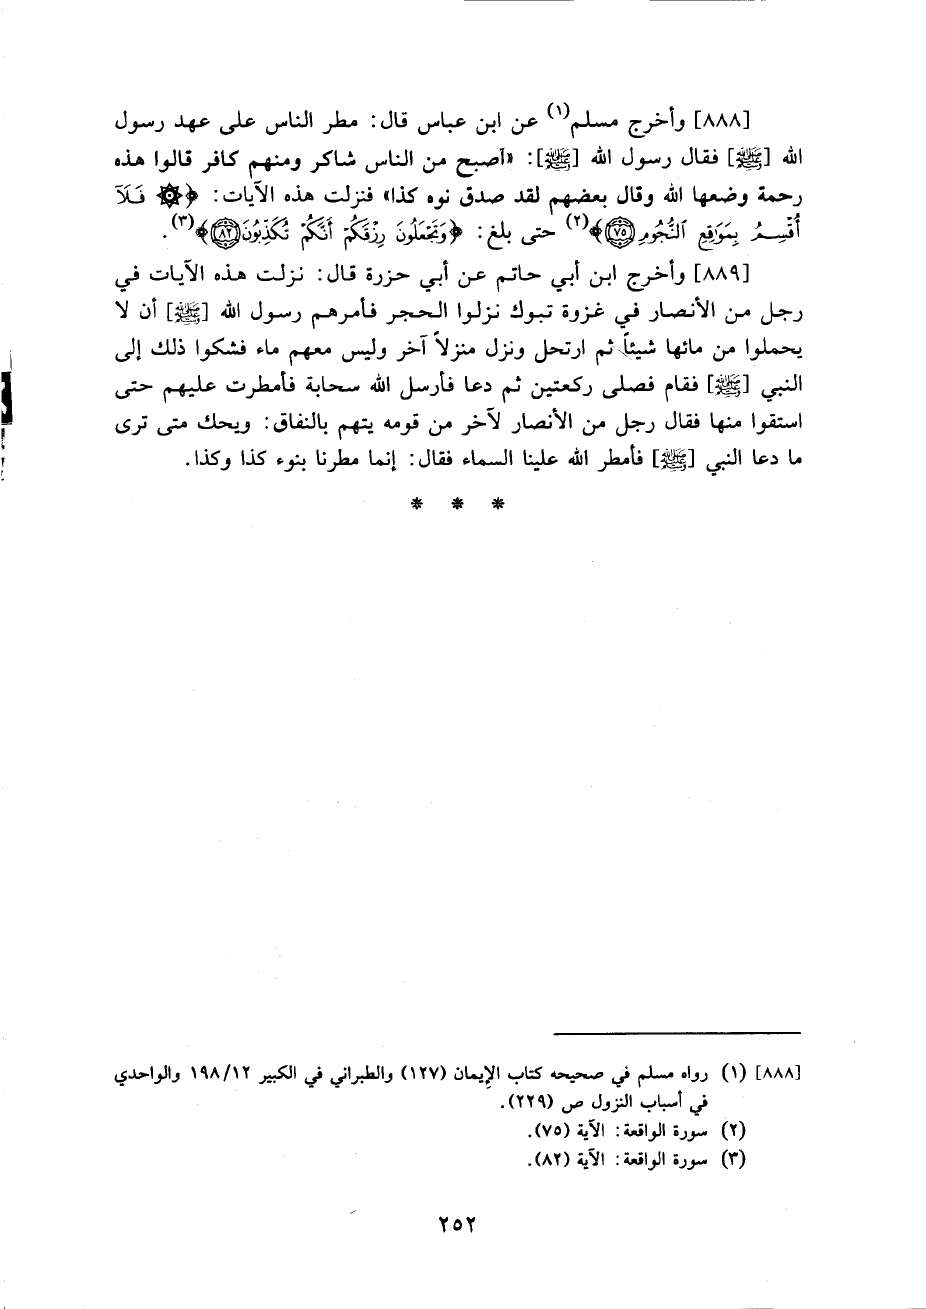 [٨٨٨] وأخرج مسلم(١) عن ابن عباس قال: مطر الناس على عهد رسول
الله [ﷺ] فقال رسول الله [ﷺ]: «أصبح من الناس شاكر ومنهم كافر قالوا هذه
رحمة وضعها الله وقال بعضهم لقد صدق نوه كذا» فنزلت هذه الآيات: ﴿۞ فَلَآ
أُقْسِمُ بِمَوَٰقِعِ ٱلنُّجُومِ ﴿٧٥﴾﴾(٢) حتى بلغ: ﴿وَتَجْعَلُونَ رِزْقَكُمْ أَنَّكُمْ تُكَذِّبُونَ ﴿٨٢﴾﴾(٣).
[٨٨٩] وأخرج ابن أبي حاتم عن أبي حزرة قال: نزلت هذه الآيات في
رجل من الأنصار في غزوة تبوك نزلوا الحجر فأمرهم رسول الله [ﷺ] أن لا
يحملوا من مائها شيئاً ثم ارتحل ونزل منزلاً آخر وليس معهم ماء فشكوا ذلك إلى
النبي [ﷺ] فقام فصلى ركعتين ثم دعا فأرسل الله سحابة فأمطرت عليهم حتى
استقوا منها فقال رجل من الأنصار لآخر من قومه يتهم بالنفاق: ويحك متى ترى
ما دعا النبي [ﷺ] فأمطر الله علينا السماء فقال: إنما مطرنا بنوء كذا وكذا.
* * *
[٨٨٨] (١) رواه مسلم في صحيحه كتاب الإيمان (١٢٧) والطبراني في الكبير ١٩٨/١٢ والواحدي
في أسباب النزول ص (٢٢٩).
(٢) سورة الواقعة: الآية (٧٥).
(٣) سورة الواقعة: الآية (٨٢).
٢٥٢